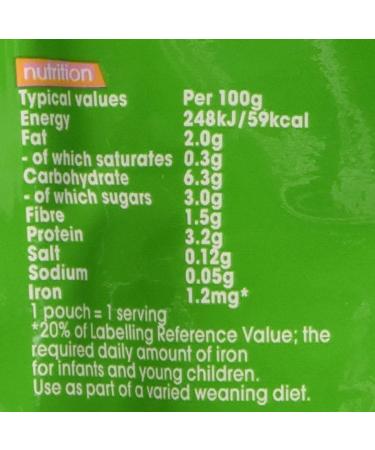 nutrition
Typical values Per 100g
Energy 248kJ/59kcal
Fat 2.0g
- of which saturates 0.3g
Carbohydrate 6.3g
- of which sugars 3.0g
Fibre 1.5g
Protein 3.2g
Salt 0.12g
Sodium 0.05g
Iron 1.2mg*
1 pouch = 1 serving
*20% of Labelling Reference Value; the
required daily amount of iron
for infants and young children.
Use as part of a varied weaning diet.